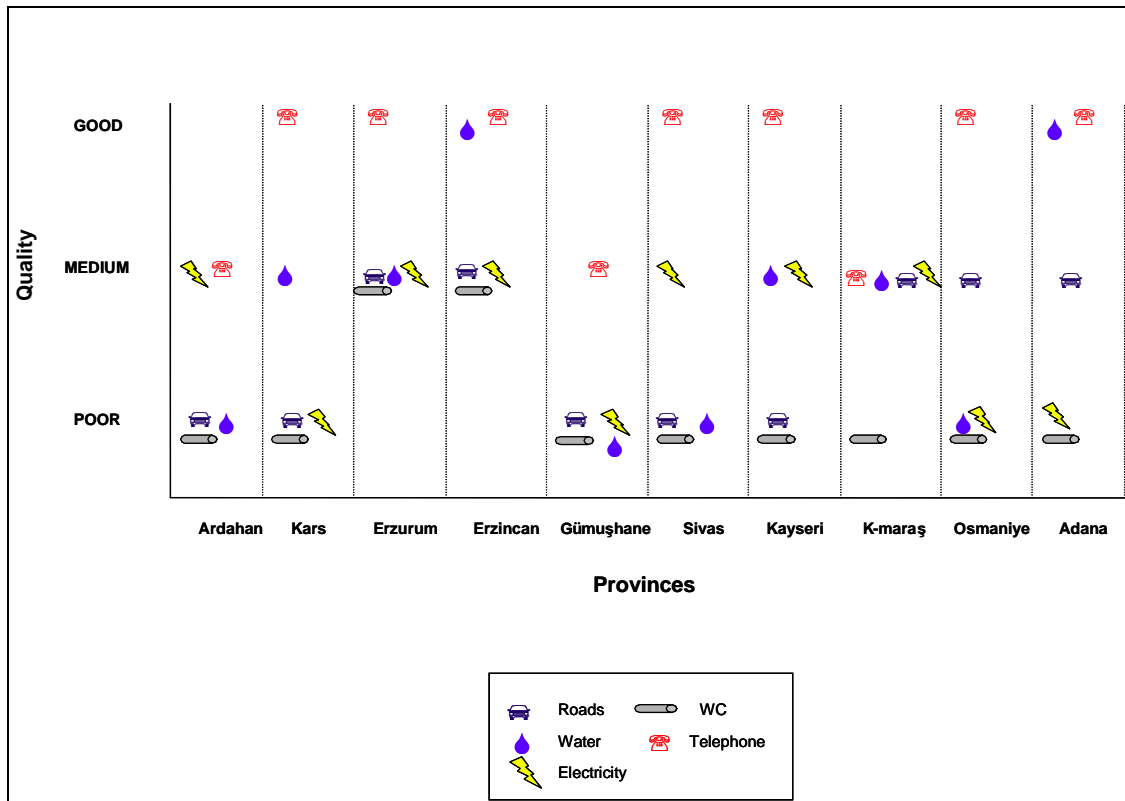 GOOD
MEDIUM
POOR
Quality
Ardahan Kars Erzurum Erzincan Gümuşhane Sivas Kayseri K-maraş Osmaniye Adana
Provinces
Roads WC
Water Telephone
Electricity